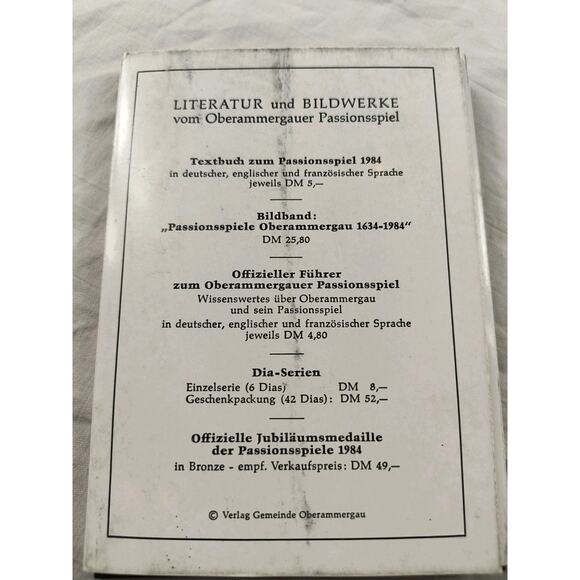 LITERATUR und BILDWERKE
vom Oberammergauer Passionsspiel
Textbuch zum Passionsspiel 1984
in deutscher, englischer und französischer Sprache
jeweils DM 5,—
Bildband:
„Passionsspiele Oberammergau 1634-1984“
DM 25,80
Offizieller Führer
zum Oberammergauer Passionsspiel
Wissenswertes über Oberammergau
und sein Passionsspiel
in deutscher, englischer und französischer Sprache
jeweils DM 4,80
Dia-Serien
Einzelserie (6 Dias) DM 8,—
Geschenkpackung (42 Dias): DM 52,—
Offizielle Jubiläumsmedaille
der Passionsspiele 1984
in Bronze - empf. Verkaufspreis: DM 49,—
© Verlag Gemeinde Oberammergau